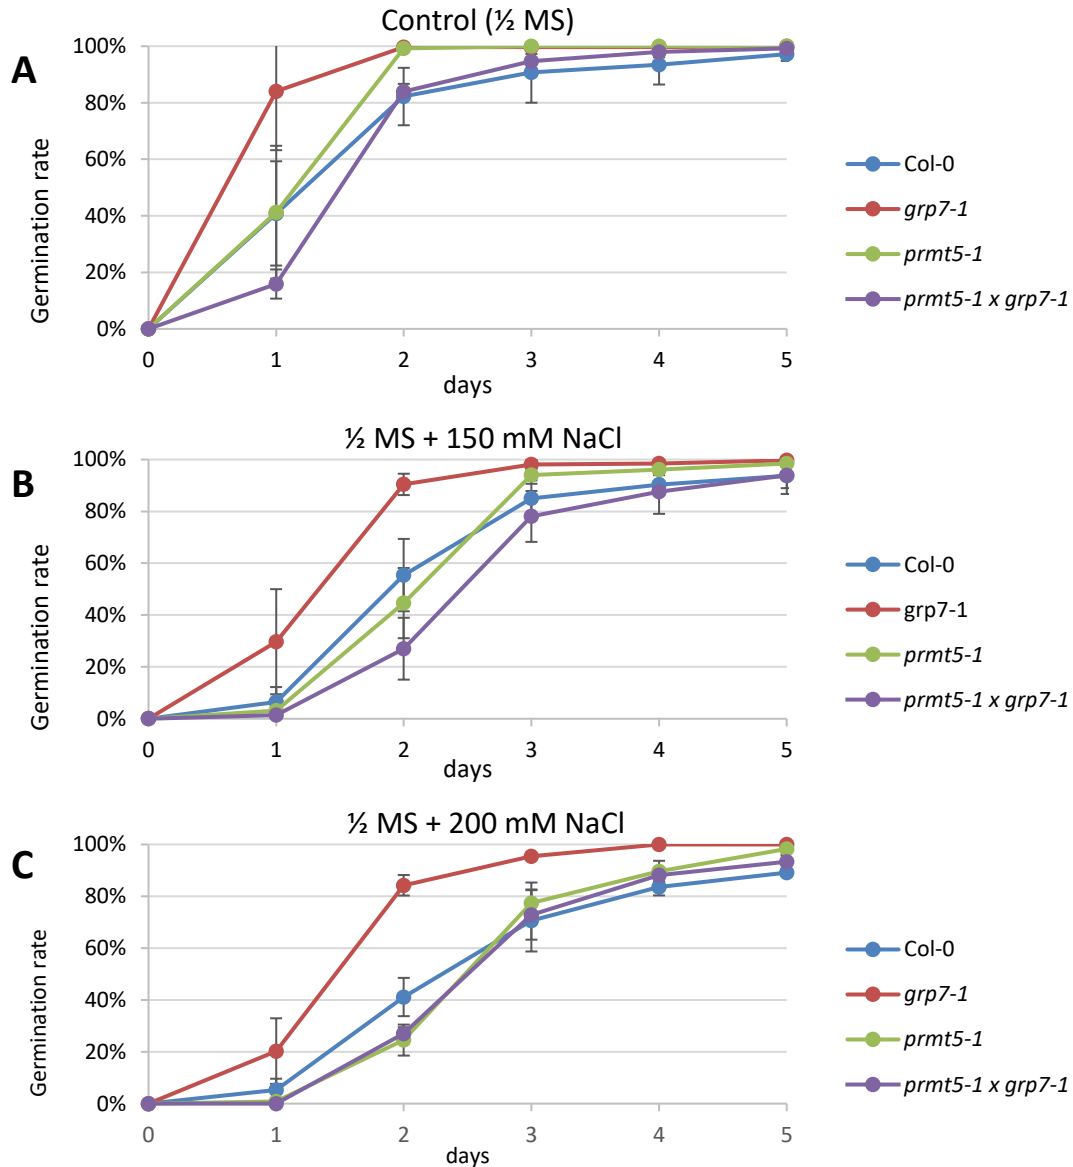 Control (½ MS)
A
100%
80%
60%
40%
20%
0%
Germination rate
0 1 2 3 4 5
days
Col-0
grp7-1
prmt5-1
prmt5-1 x grp7-1
½ MS + 150 mM NaCl
B
100%
80%
60%
40%
20%
0%
Germination rate
0 1 2 3 4 5
days
Col-0
grp7-1
prmt5-1
prmt5-1 x grp7-1
½ MS + 200 mM NaCl
C
100%
80%
60%
40%
20%
0%
Germination rate
0 1 2 3 4 5
days
Col-0
grp7-1
prmt5-1
prmt5-1 x grp7-1